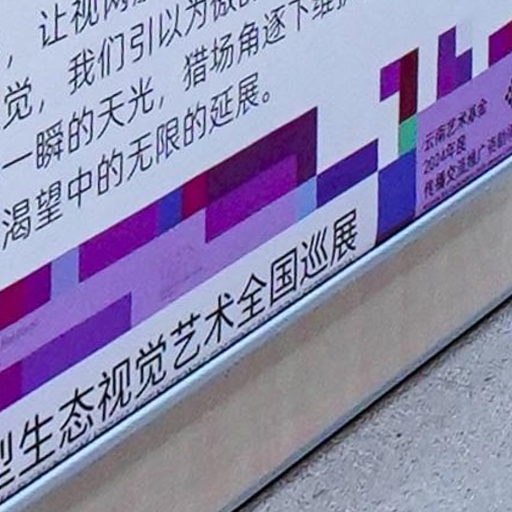 ，让视网
觉，我们引以为傲的
一瞬的天光，猎场角逐下维护
渴望中的无限的延展。
云南艺术基金
2024年度
传播交流推广资助
型生态视觉艺术全国巡展